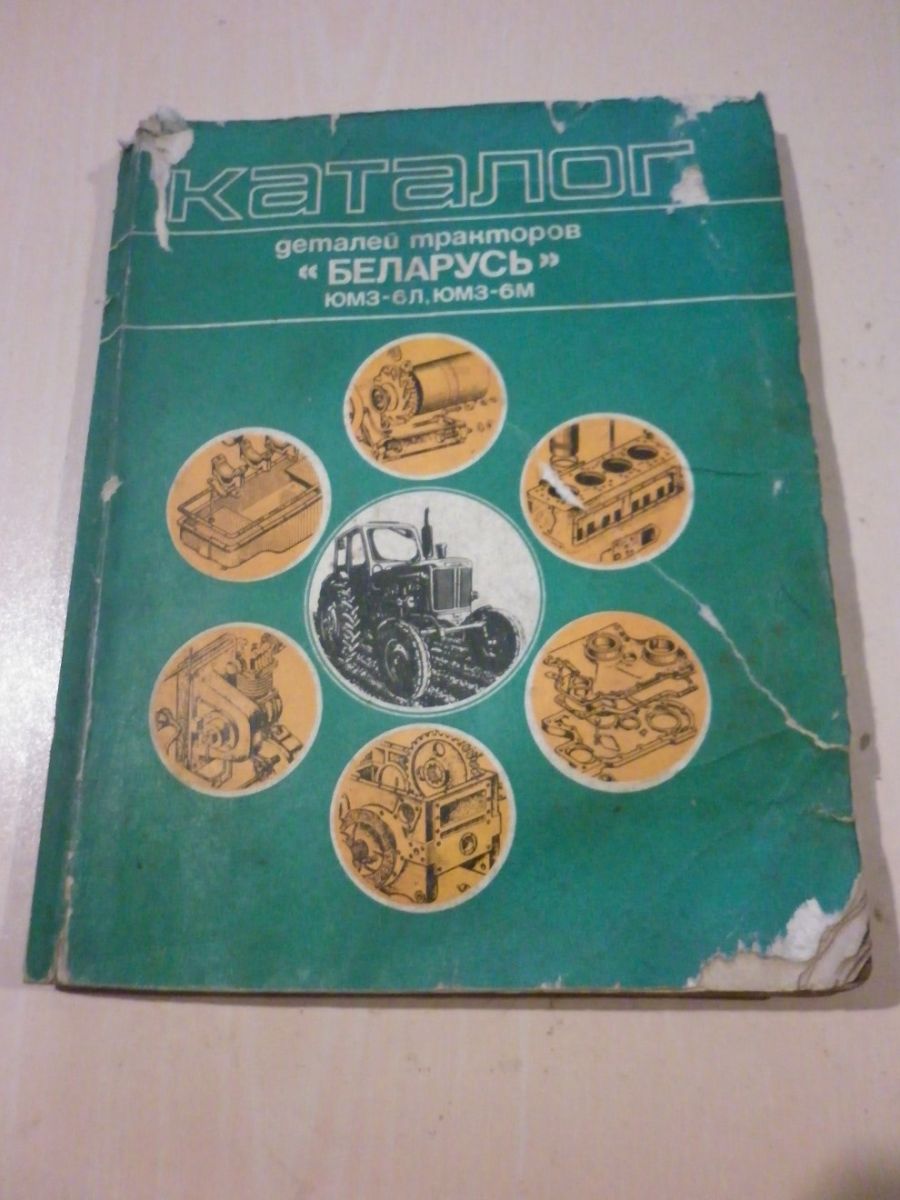 каталог
деталей тракторов
«БЕЛАРУСЬ»
ЮМЗ-6Л, ЮМЗ-6М